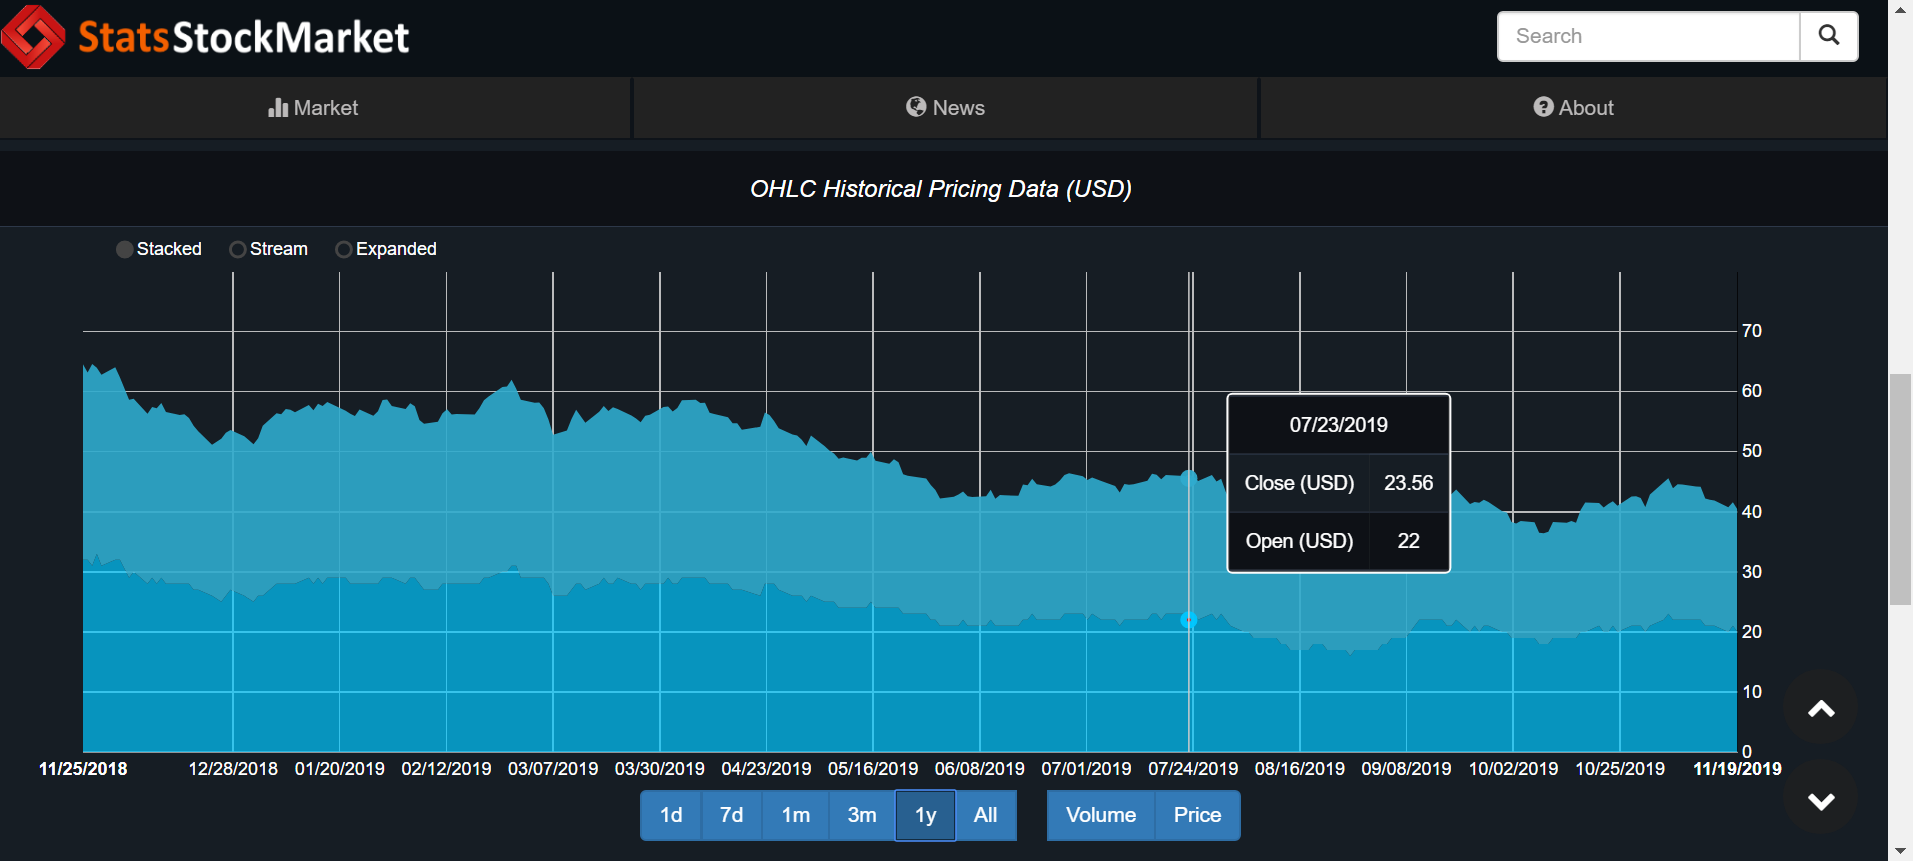 StatsStockMarket
Search
Market
News
About
OHLC Historical Pricing Data (USD)
Stacked Stream Expanded
70
60
50
40
30
20
10
0
07/23/2019
Close (USD) 23.56
Open (USD) 22
11/25/2018 12/28/2018 01/20/2019 02/12/2019 03/07/2019 03/30/2019 04/23/2019 05/16/2019 06/08/2019 07/01/2019 07/24/2019 08/16/2019 09/08/2019 10/02/2019 10/25/2019 11/19/2019
1d 7d 1m 3m 1y All Volume Price